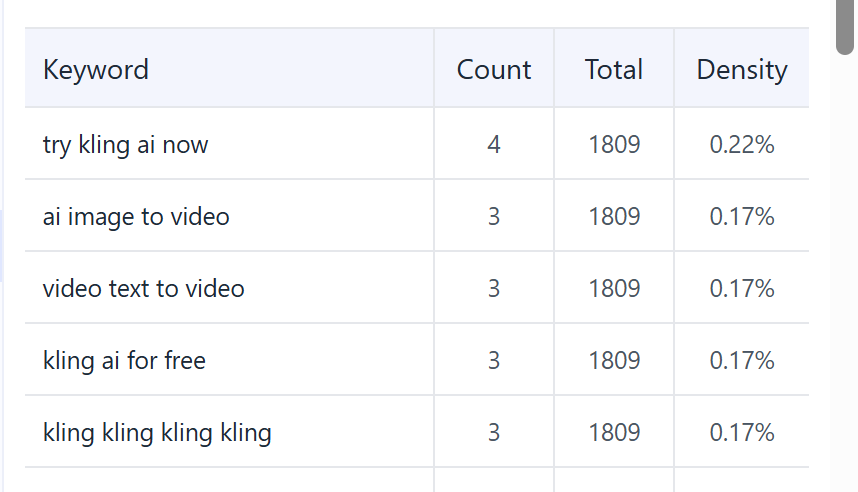 Keyword Count Total Density
try kling ai now 4 1809 0.22%
ai image to video 3 1809 0.17%
video text to video 3 1809 0.17%
kling ai for free 3 1809 0.17%
kling kling kling kling 3 1809 0.17%